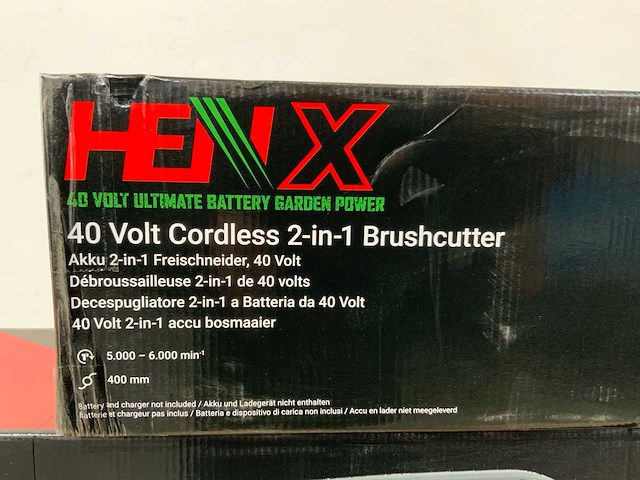 HENX
40 VOLT ULTIMATE BATTERY GARDEN POWER
40 Volt Cordless 2-in-1 Brushcutter
Akku 2-in-1 Freischneider, 40 Volt
Débroussailleuse 2-in-1 de 40 volts
Decespugliatore 2-in-1 a Batteria da 40 Volt
40 Volt 2-in-1 accu bosmaaier
5.000 – 6.000 min⁻¹
400 mm
Battery and charger not included / Akku und Ladegerät nicht enthalten
Batterie et chargeur pas inclus / Batteria e dispositivo di carica non inclusi / Accu en lader niet meegeleverd